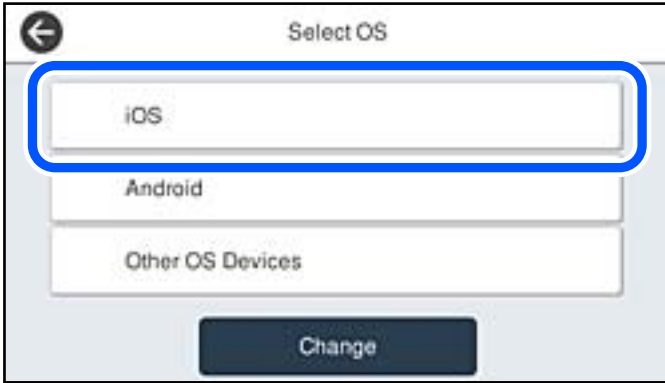 Select OS
iOS
Android
Other OS Devices
Change